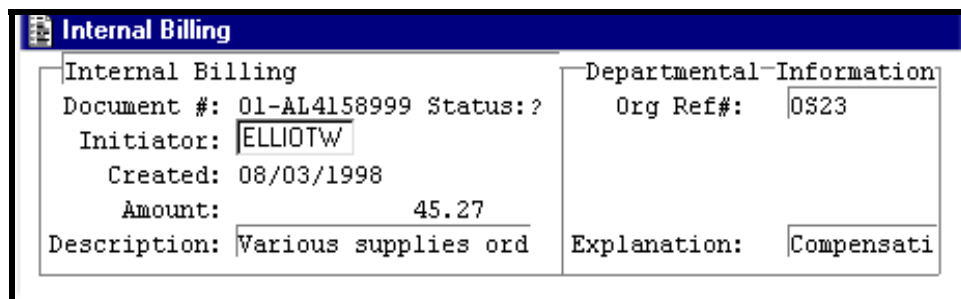 Internal Billing
Internal Billing Departmental Information
Document #: 01-AL4158999 Status:? Org Ref#: OS23
Initiator: ELLIOTW
Created: 08/03/1998
Amount: 45.27
Description: Various supplies ord Explanation: Compensati